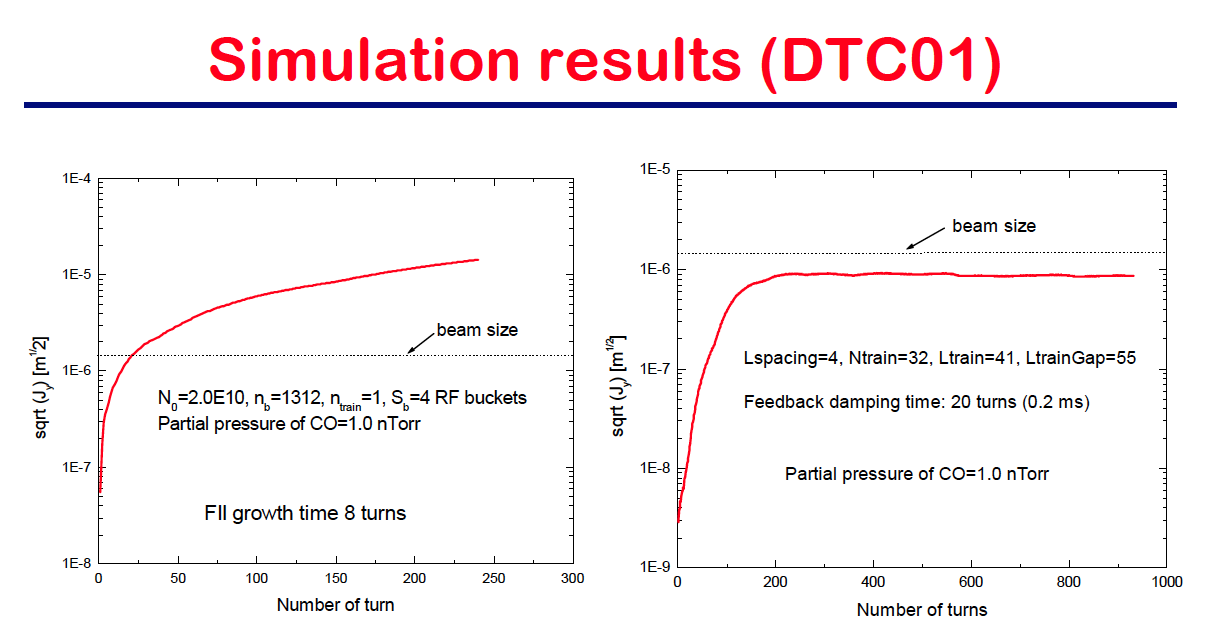 Simulation results (DTC01)
1E-4
1E-5
1E-6
1E-7
1E-8
sqrt (Jy) [m1/2]
beam size
N0=2.0E10, nb=1312, ntrain=1, Sb=4 RF buckets
Partial pressure of CO=1.0 nTorr
FII growth time 8 turns
0 50 100 150 200 250 300
Number of turn
1E-5
1E-6
1E-7
1E-8
1E-9
sqrt (Jy) [m1/2]
beam size
Lspacing=4, Ntrain=32, Ltrain=41, LtrainGap=55
Feedback damping time: 20 turns (0.2 ms)
Partial pressure of CO=1.0 nTorr
0 200 400 600 800 1000
Number of turns